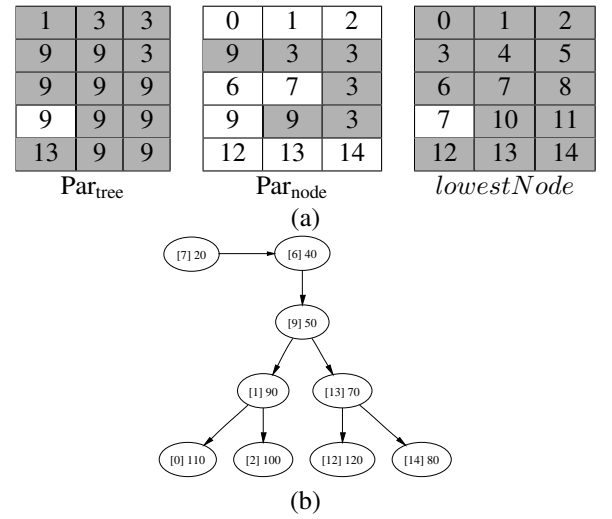 1 3 3 0 1 2 0 1 2
9 9 3 9 3 3 3 4 5
9 9 9 6 7 3 6 7 8
9 9 9 9 9 3 7 10 11
13 9 9 12 13 14 12 13 14
Partree Parnode lowestNode
(a)
[7] 20 [6] 40
[9] 50
[1] 90 [13] 70
[0] 110 [2] 100 [12] 120 [14] 80
(b)